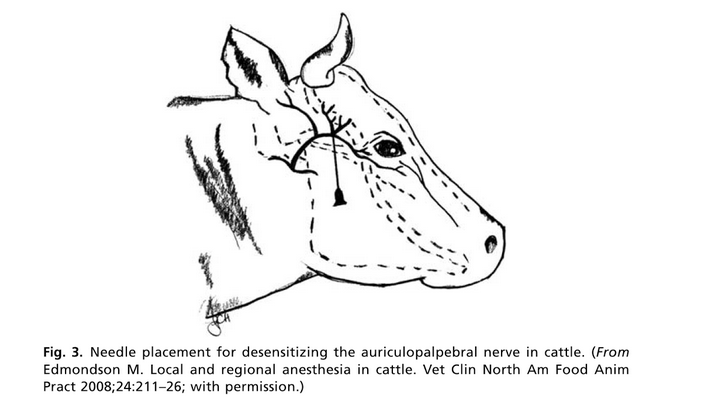 Fig. 3. Needle placement for desensitizing the auriculopalpebral nerve in cattle. (From
Edmondson M. Local and regional anesthesia in cattle. Vet Clin North Am Food Anim
Pract 2008;24:211–26; with permission.)